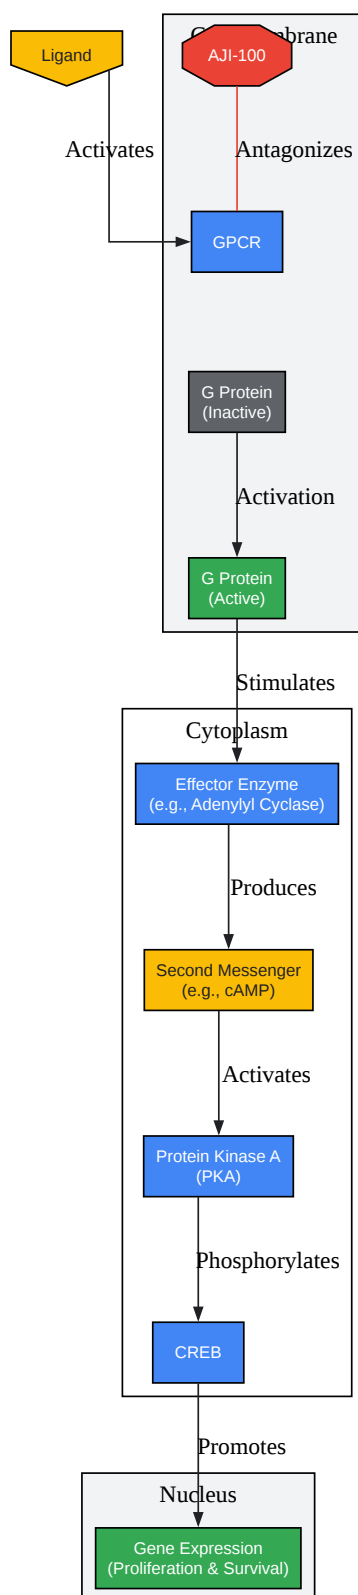 Ligand
AJI-100
Activates
Antagonizes
GPCR
G Protein
(Inactive)
Activation
G Protein
(Active)
Stimulates
Cytoplasm
Effector Enzyme
(e.g., Adenylyl Cyclase)
Produces
Second Messenger
(e.g., cAMP)
Activates
Protein Kinase A
(PKA)
Phosphorylates
CREB
Promotes
Nucleus
Gene Expression
(Proliferation & Survival)